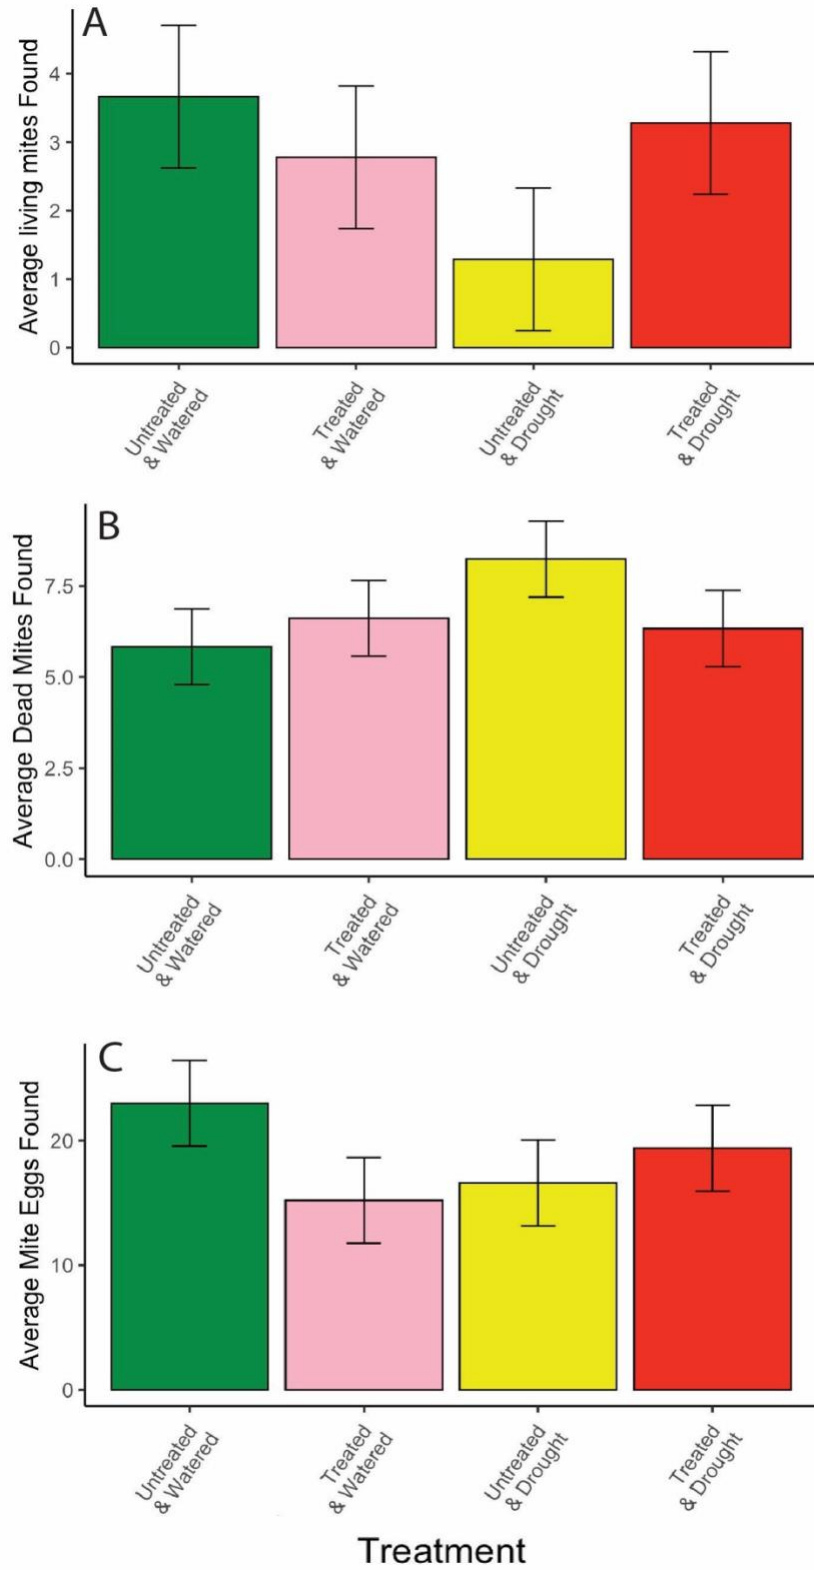 A
Average living mites Found
4
3
2
1
0
Untreated
& Watered
Treated
& Watered
Untreated
& Drought
Treated
& Drought
B
Average Dead Mites Found
7.5
5.0
2.5
0.0
Untreated
& Watered
Treated
& Watered
Untreated
& Drought
Treated
& Drought
C
Average Mite Eggs Found
20
10
0
Untreated
& Watered
Treated
& Watered
Untreated
& Drought
Treated
& Drought
Treatment